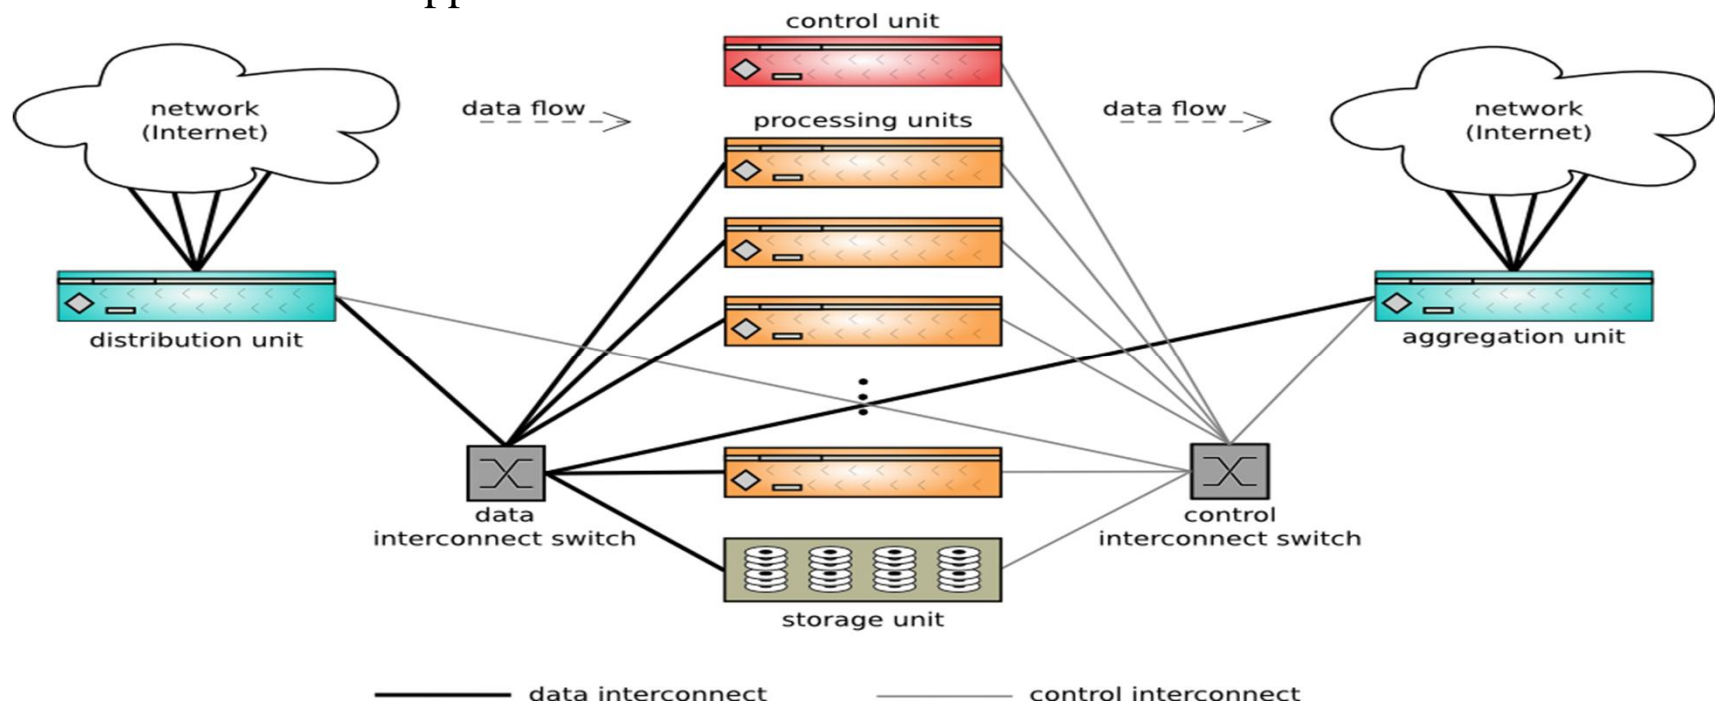 control unit
network
(Internet)
data flow
data flow
network
(Internet)
processing units
distribution unit
aggregation unit
data
interconnect switch
control
interconnect switch
storage unit
data interconnect
control interconnect